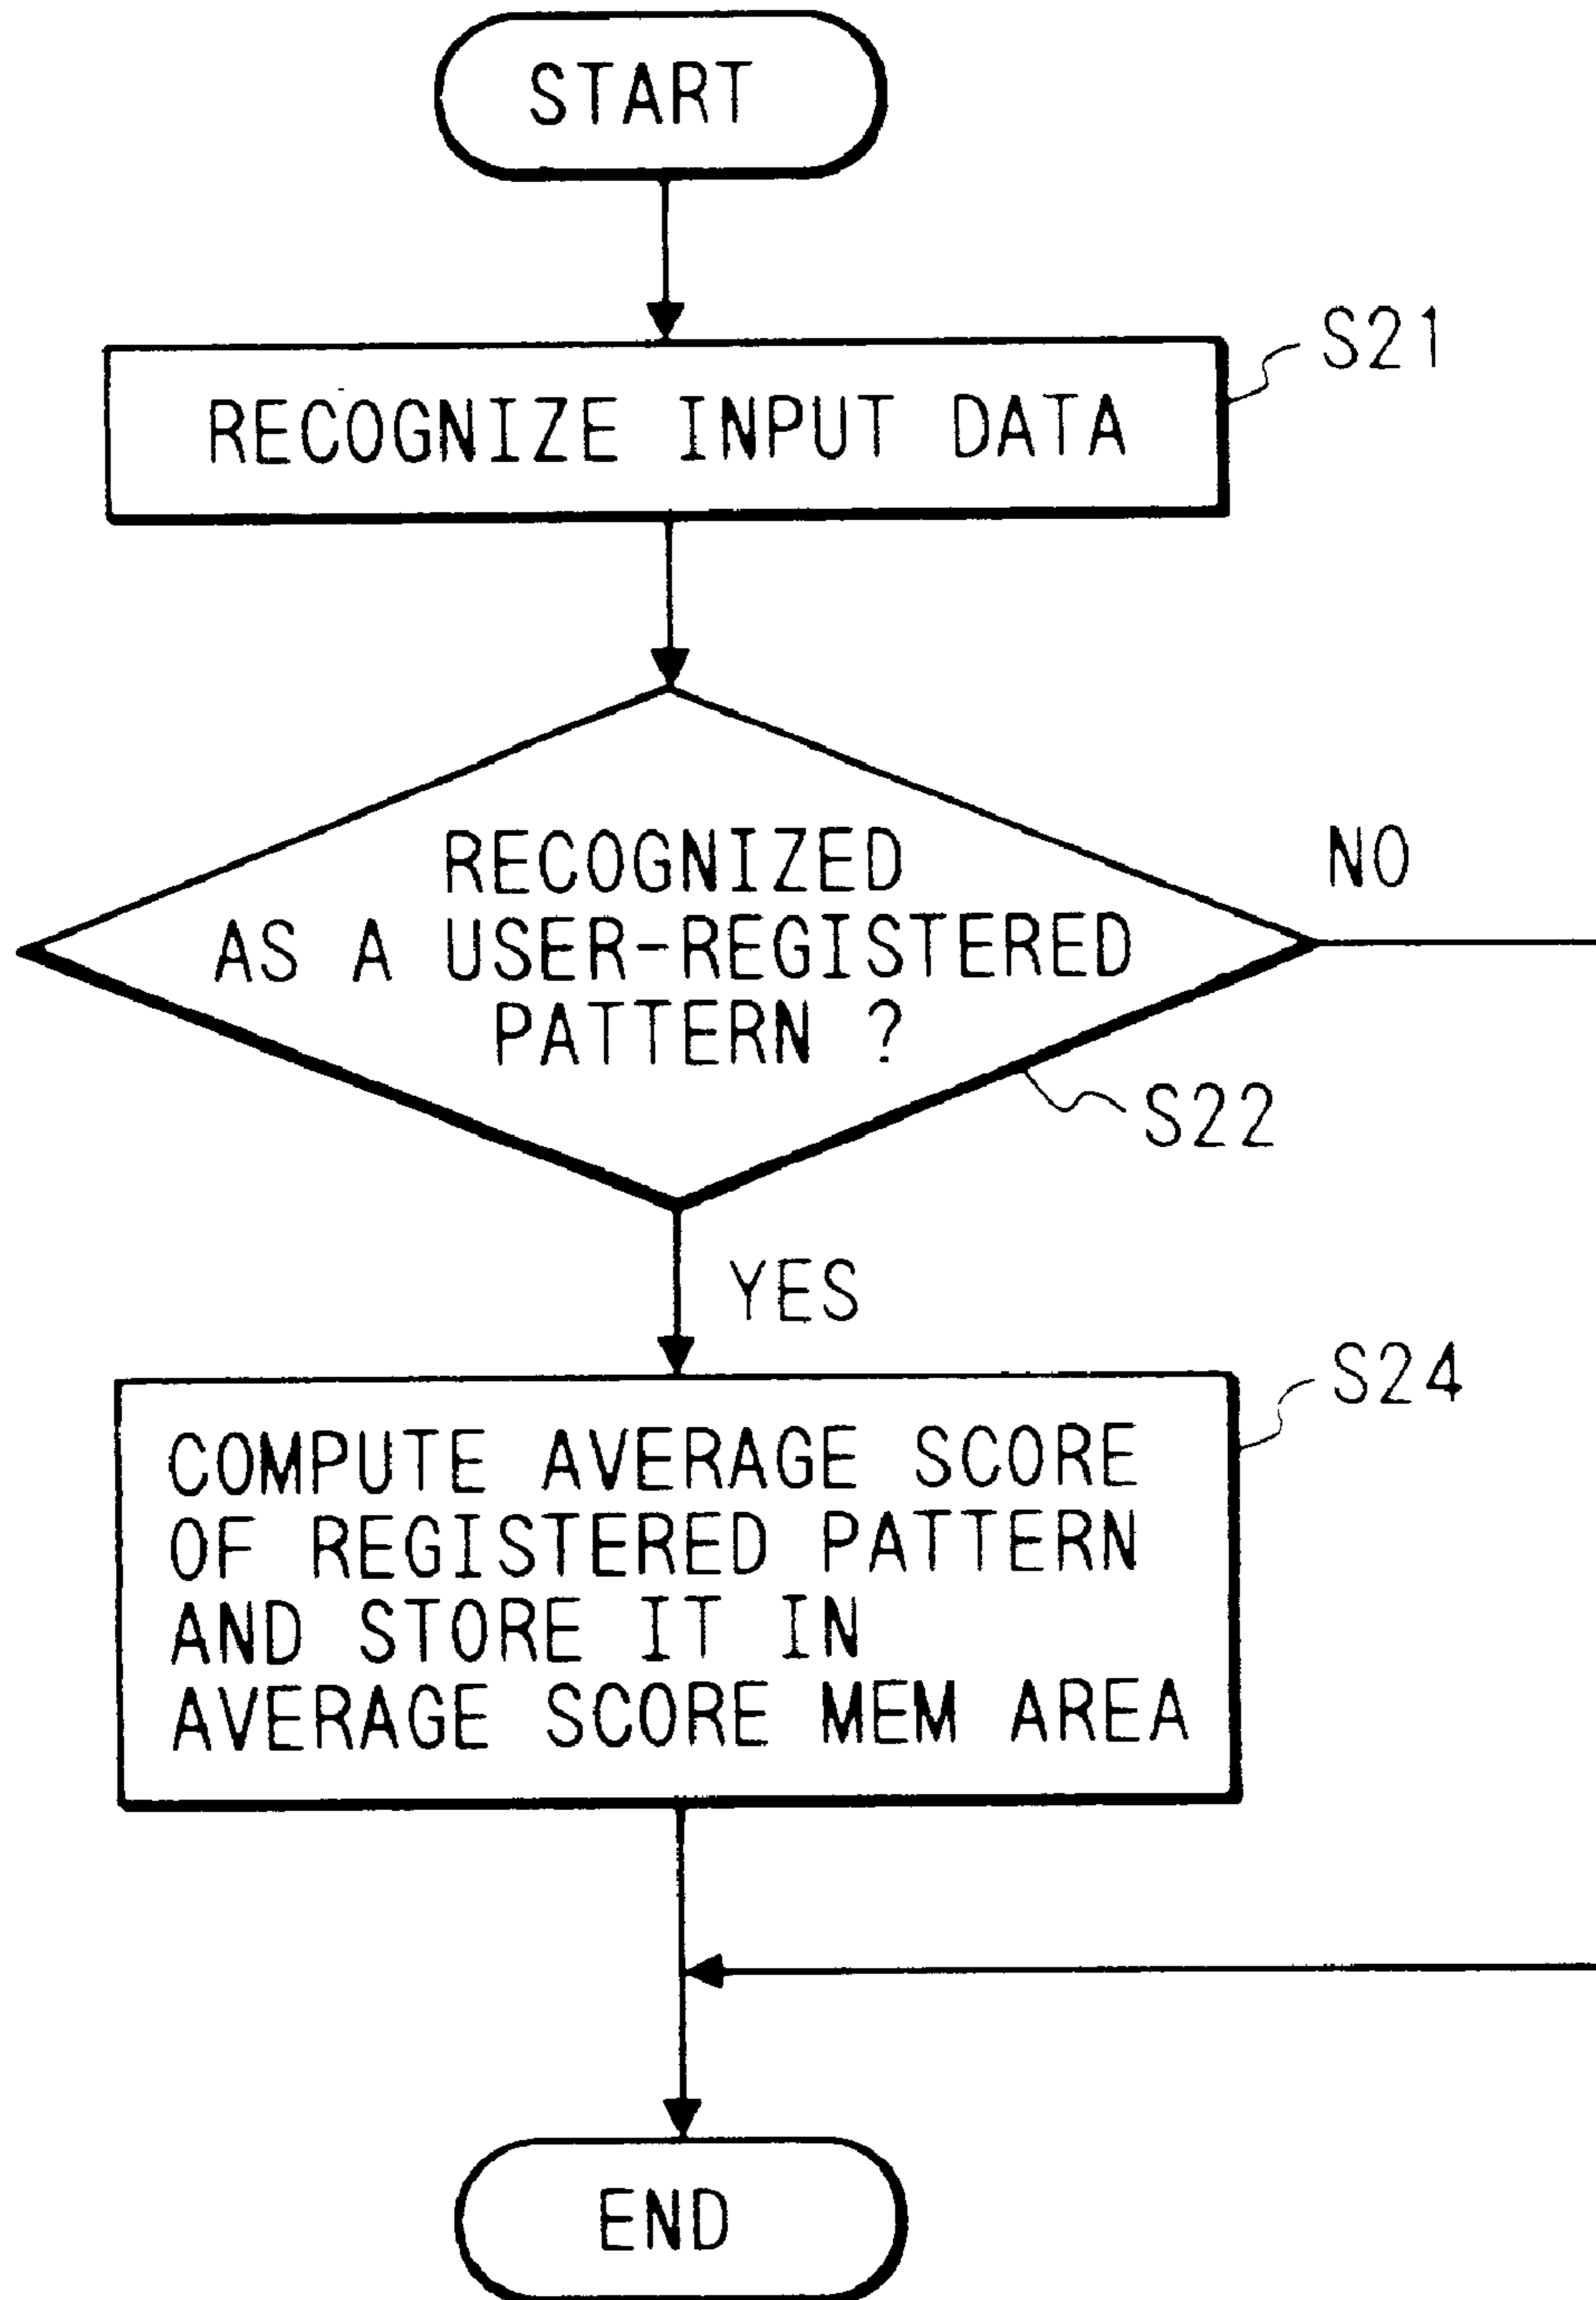 START
S21
RECOGNIZE INPUT DATA
RECOGNIZED
AS A USER-REGISTERED
PATTERN ?
NO
S22
YES
S24
COMPUTE AVERAGE SCORE
OF REGISTERED PATTERN
AND STORE IT IN
AVERAGE SCORE MEM AREA
END